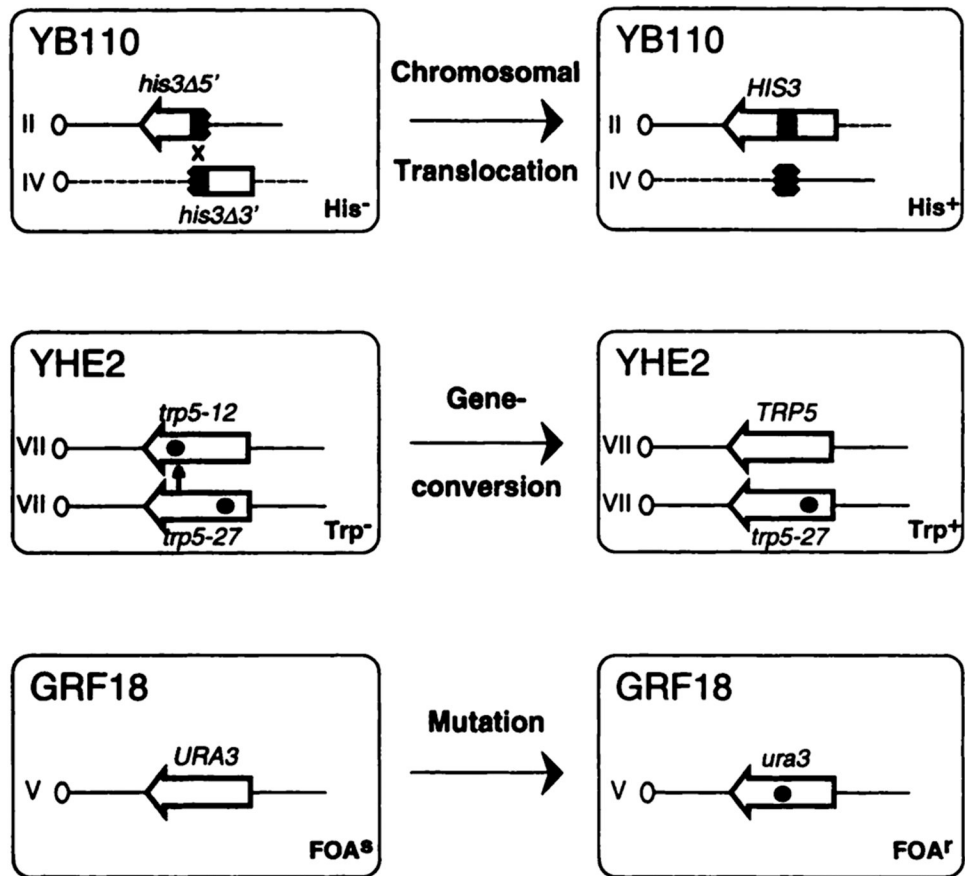 YB110
his3Δ5'
II
x
IV
his3Δ3'
His-
Chromosomal
Translocation
YB110
HIS3
II
IV
His+
YHE2
trp5-12
VII
VII
trp5-27
Trp-
Gene-
conversion
YHE2
TRP5
VII
VII
trp5-27
Trp+
GRF18
URA3
V
FOAs
Mutation
GRF18
ura3
V
FOAr